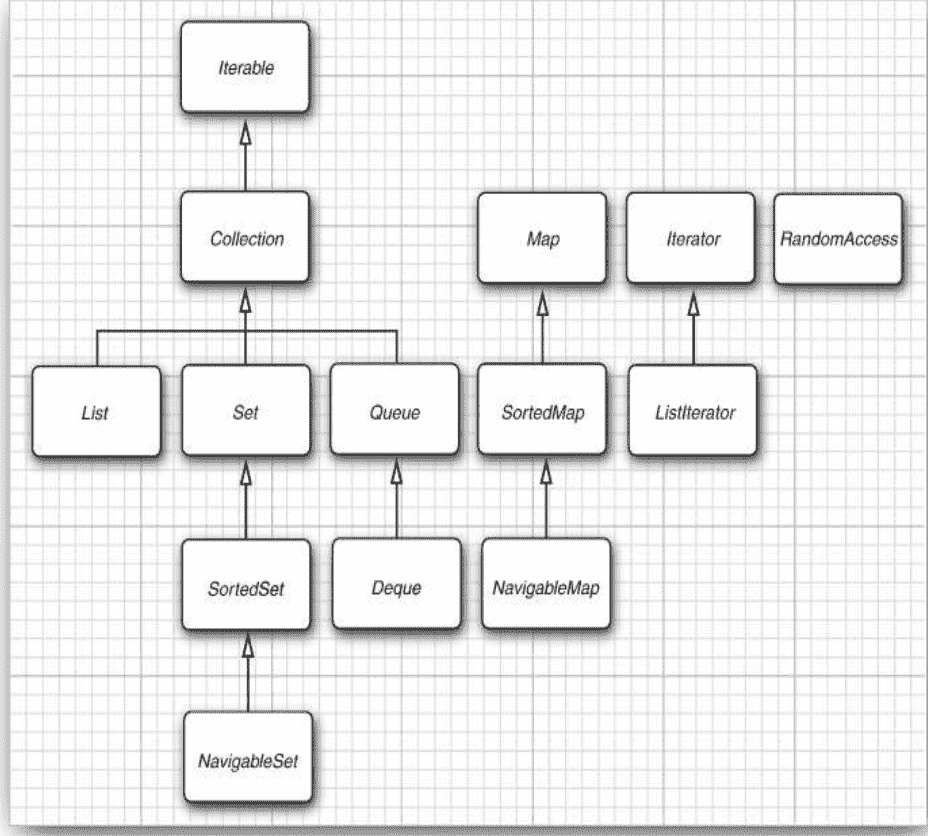 Iterable
Collection
Map
Iterator
RandomAccess
List
Set
Queue
SortedMap
ListIterator
SortedSet
Deque
NavigableMap
NavigableSet